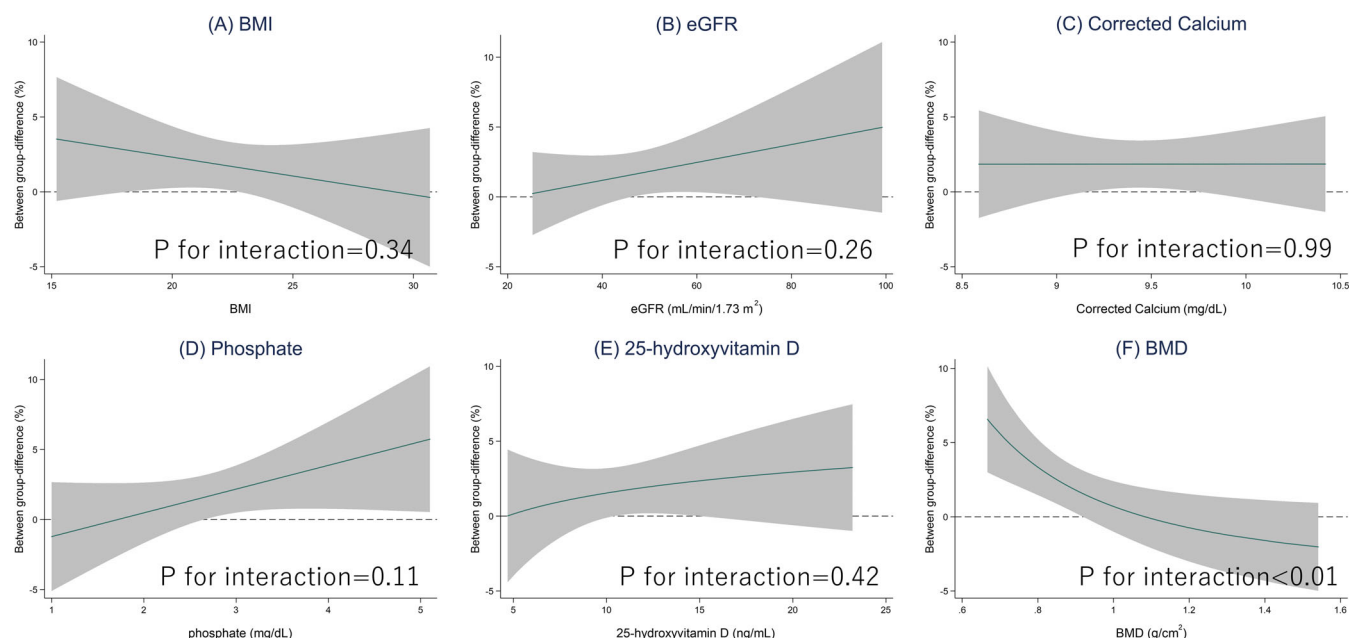 (A) BMI
Between group-difference (%)
10
5
0
-5
P for interaction=0.34
15 20 25 30
BMI
(B) eGFR
Between group-difference (%)
10
5
0
-5
P for interaction=0.26
20 40 60 80 100
eGFR (mL/min/1.73 m²)
(C) Corrected Calcium
Between group-difference (%)
10
5
0
-5
P for interaction=0.99
8.5 9 9.5 10 10.5
Corrected Calcium (mg/dL)
(D) Phosphate
Between group-difference (%)
10
5
0
-5
P for interaction=0.11
1 2 3 4 5
phosphate (mg/dL)
(E) 25-hydroxyvitamin D
Between group-difference (%)
10
5
0
-5
P for interaction=0.42
5 10 15 20 25
25-hydroxyvitamin D (ng/mL)
(F) BMD
Between group-difference (%)
10
5
0
-5
P for interaction<0.01
.6 .8 1 1.2 1.4 1.6
BMD (g/cm²)